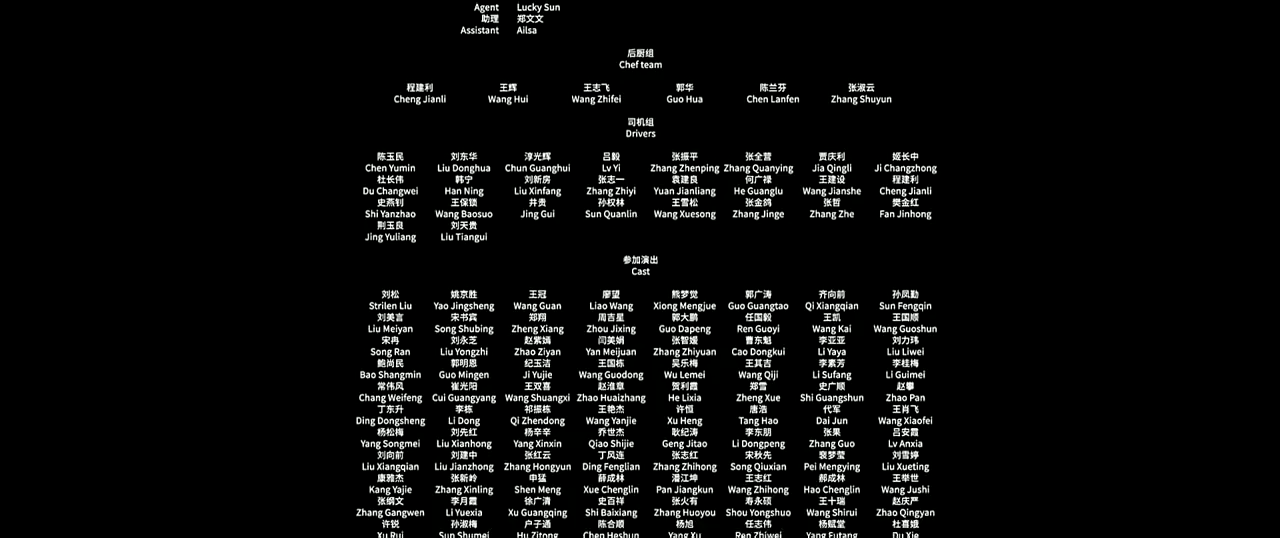 Agent Lucky Sun
助理 郑文文
Assistant Ailsa
后厨组
Chef team
程建利 王辉 王志飞 郭华 陈兰芬 张淑云
Cheng Jianli Wang Hui Wang Zhifei Guo Hua Chen Lanfen Zhang Shuyun
司机组
Drivers
陈玉民 刘东华 淳光辉 吕毅 张振平 张全营 贾庆利 姬长中
Chen Yumin Liu Donghua Chun Guanghui Lv Yi Zhang Zhenping Zhang Quanying Jia Qingli Ji Changzhong
杜长伟 韩宁 刘新房 张志一 袁建良 何广禄 王建设 程建利
Du Changwei Han Ning Liu Xinfang Zhang Zhiyi Yuan Jianliang He Guanglu Wang Jianshe Cheng Jianli
史燕钊 王保锁 井贵 孙权林 王雪松 张金鸽 张哲 樊金红
Shi Yanzhao Wang Baosuo Jing Gui Sun Quanlin Wang Xuesong Zhang Jinge Zhang Zhe Fan Jinhong
荆玉良 刘天贵
Jing Yuliang Liu Tiangui
参加演出
Cast
刘松 姚京胜 王冠 廖望 熊梦觉 郭广涛 齐向前 孙凤勤
Strilen Liu Yao Jingsheng Wang Guan Liao Wang Xiong Mengjue Guo Guangtao Qi Xiangqian Sun Fengqin
刘美言 宋书宾 郑翔 周吉星 郭大鹏 任国毅 王凯 王国顺
Liu Meiyan Song Shubing Zheng Xiang Zhou Jixing Guo Dapeng Ren Guoyi Wang Kai Wang Guoshun
宋冉 刘永芝 赵紫嫣 闫美娟 张智媛 曹东魁 李亚亚 刘力玮
Song Ran Liu Yongzhi Zhao Ziyan Yan Meijuan Zhang Zhiyuan Cao Dongkui Li Yaya Liu Liwei
鲍尚民 郭明恩 纪玉洁 王国栋 吴乐梅 王其吉 李素芳 李桂梅
Bao Shangmin Guo Mingen Ji Yujie Wang Guodong Wu Lemei Wang Qiji Li Sufang Li Guimei
常伟风 崔光阳 王双喜 赵淮章 贺利霞 郑雪 史广顺 赵攀
Chang Weifeng Cui Guangyang Wang Shuangxi Zhao Huaizhang He Lixia Zheng Xue Shi Guangshun Zhao Pan
丁东升 李栋 祁振栋 王艳杰 许恒 唐浩 代军 王肖飞
Ding Dongsheng Li Dong Qi Zhendong Wang Yanjie Xu Heng Tang Hao Dai Jun Wang Xiaofei
杨松梅 刘先红 杨辛辛 乔世杰 耿纪涛 李东朋 张果 吕安霞
Yang Songmei Liu Xianhong Yang Xinxin Qiao Shijie Geng Jitao Li Dongpeng Zhang Guo Lv Anxia
刘向前 刘建中 张红云 丁风连 张志红 宋秋先 裴梦莹 刘雪婷
Liu Xiangqian Liu Jianzhong Zhang Hongyun Ding Fenglian Zhang Zhihong Song Qiuxian Pei Mengying Liu Xueting
康雅杰 张新岭 申猛 薛成林 潘江坤 王志红 郝成林 王举世
Kang Yajie Zhang Xinling Shen Meng Xue Chenglin Pan Jiangkun Wang Zhihong Hao Chenglin Wang Jushi
张纲文 李月霞 徐广清 史百祥 张火有 寿永硕 王十瑞 赵庆严
Zhang Gangwen Li Yuexia Xu Guangqing Shi Baixiang Zhang Huoyou Shou Yongshuo Wang Shirui Zhao Qingyan
许锐 孙淑梅 户子通 陈合顺 杨旭 任志伟 杨赋堂 杜喜娥
Xu Rui Sun Shumei Hu Zitong Chen Heshun Yang Xu Ren Zhiwei Yang Futang Du Xie